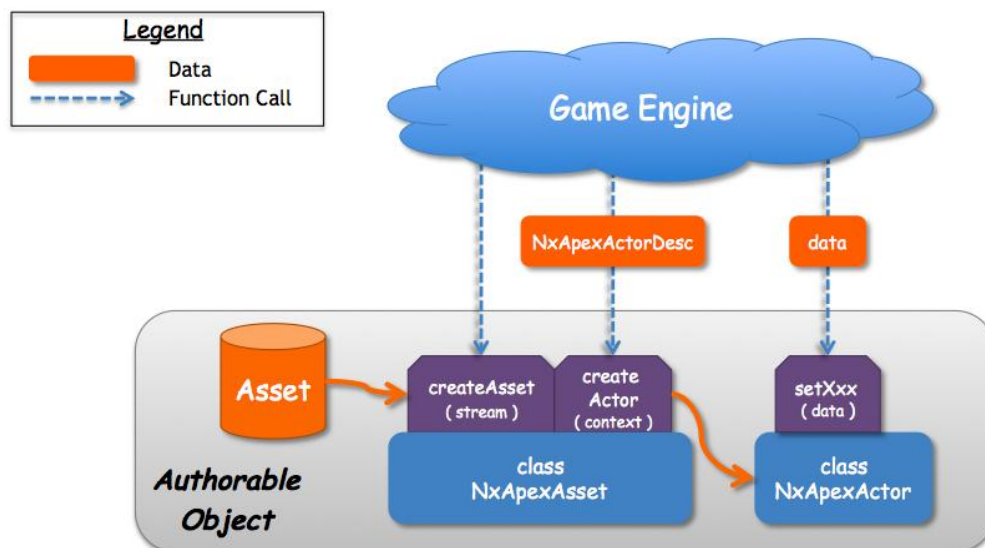 Legend
Data
Function Call
Game Engine
NxApexActorDesc
data
Asset
createAsset
( stream )
create
Actor
( context )
setXxx
( data )
class
NxApexAsset
class
NxApexActor
Authorable
Object